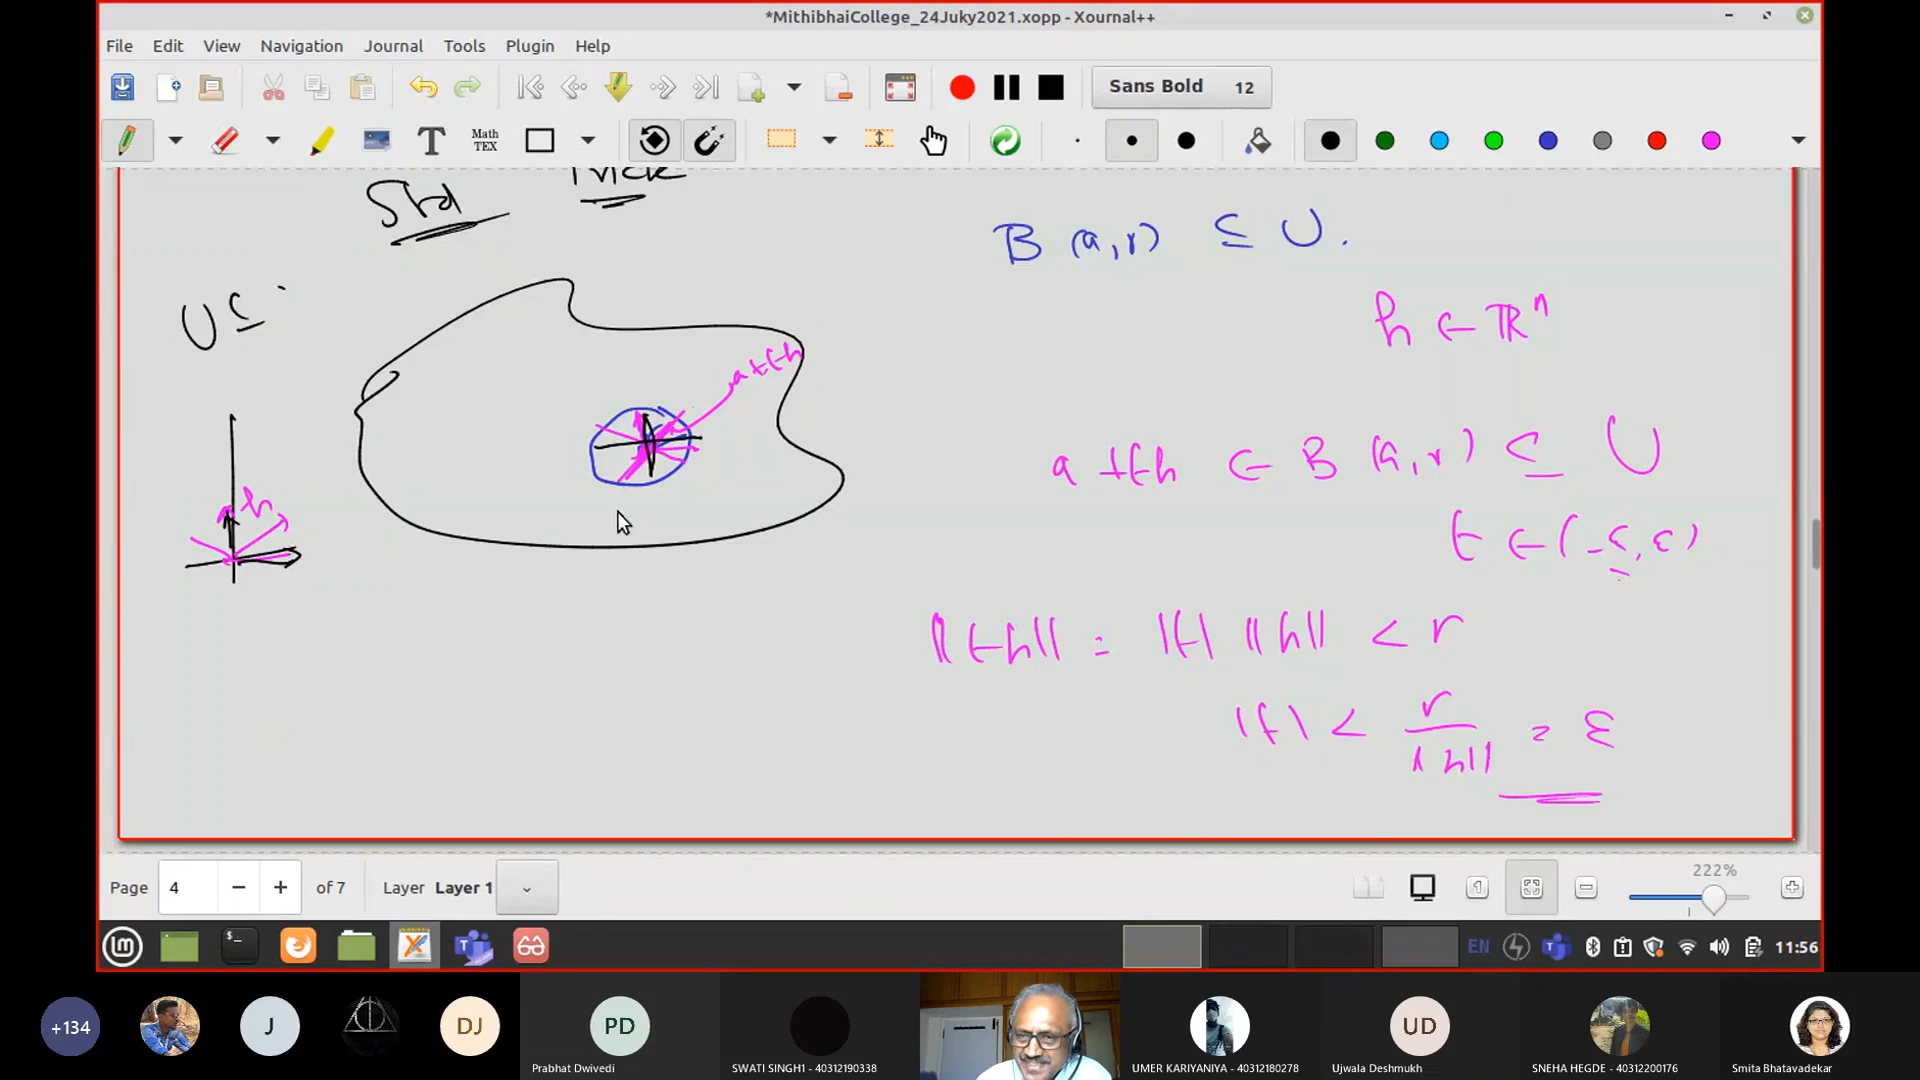 *MithibhaiCollege_24Juky2021.xopp - Xournal++
File Edit View Navigation Journal Tools Plugin Help
Sans Bold 12
Math TEX
Std Trick
B (a, r) ⊆ U.
U ⊆
h ∈ ℝⁿ
a + th
h
a + th ∈ B (a, r) ⊆ U
t ∈ (-ε, ε)
||th|| = |t| ||h|| < r
|t| < r / ||h|| = ε
Page 4 of 7 Layer Layer 1
222%
EN 11:56
+134 J DJ PD UD
Prabhat Dwivedi SWATI SINGH1 - 40312190338 UMER KARIYANIYA - 40312180278 Ujwala Deshmukh SNEHA HEGDE - 40312200176 Smita Bhatavadekar